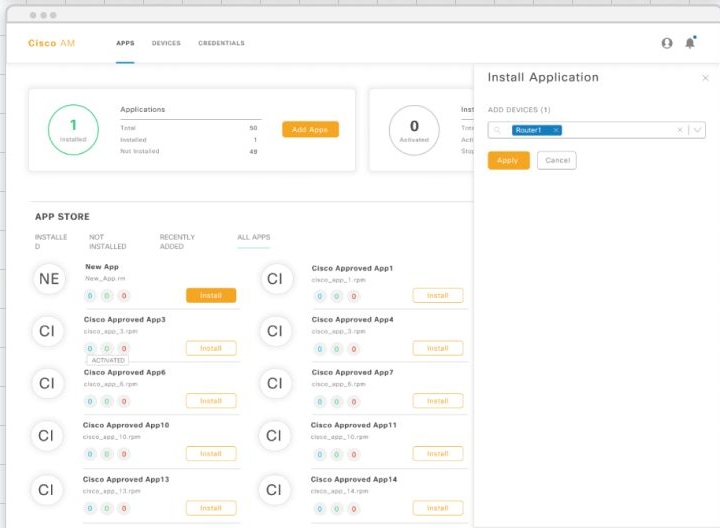 Cisco AM
APPS DEVICES CREDENTIALS
Install Application
ADD DEVICES (1)
Router1
Apply Cancel
1
Installed
Applications
Total 50
Installed 1
Not Installed 49
Add Apps
0
Activated
APP STORE
INSTALLE
D
NOT
INSTALLED
RECENTLY
ADDED
ALL APPS
NE
New App
New_App.rm
0 0 0
Install
CI
Cisco Approved App1
cisco_app_1.rpm
0 0 0
Install
CI
Cisco Approved App3
cisco_app_3.rpm
0 0 0
Install
ACTIVATED
CI
Cisco Approved App4
cisco_app_3.rpm
0 0 0
Install
CI
Cisco Approved App6
cisco_app_6.rpm
0 0 0
Install
CI
Cisco Approved App7
0 0 0
Install
CI
Cisco Approved App10
cisco_app_10.rpm
0 0 0
Install
CI
Cisco Approved App11
cisco_app_10.rpm
0 0 0
Install
CI
Cisco Approved App13
cisco_app_13.rpm
0 0 0
Install
CI
Cisco Approved App14
cisco_app_14.rpm
0 0 0
Install